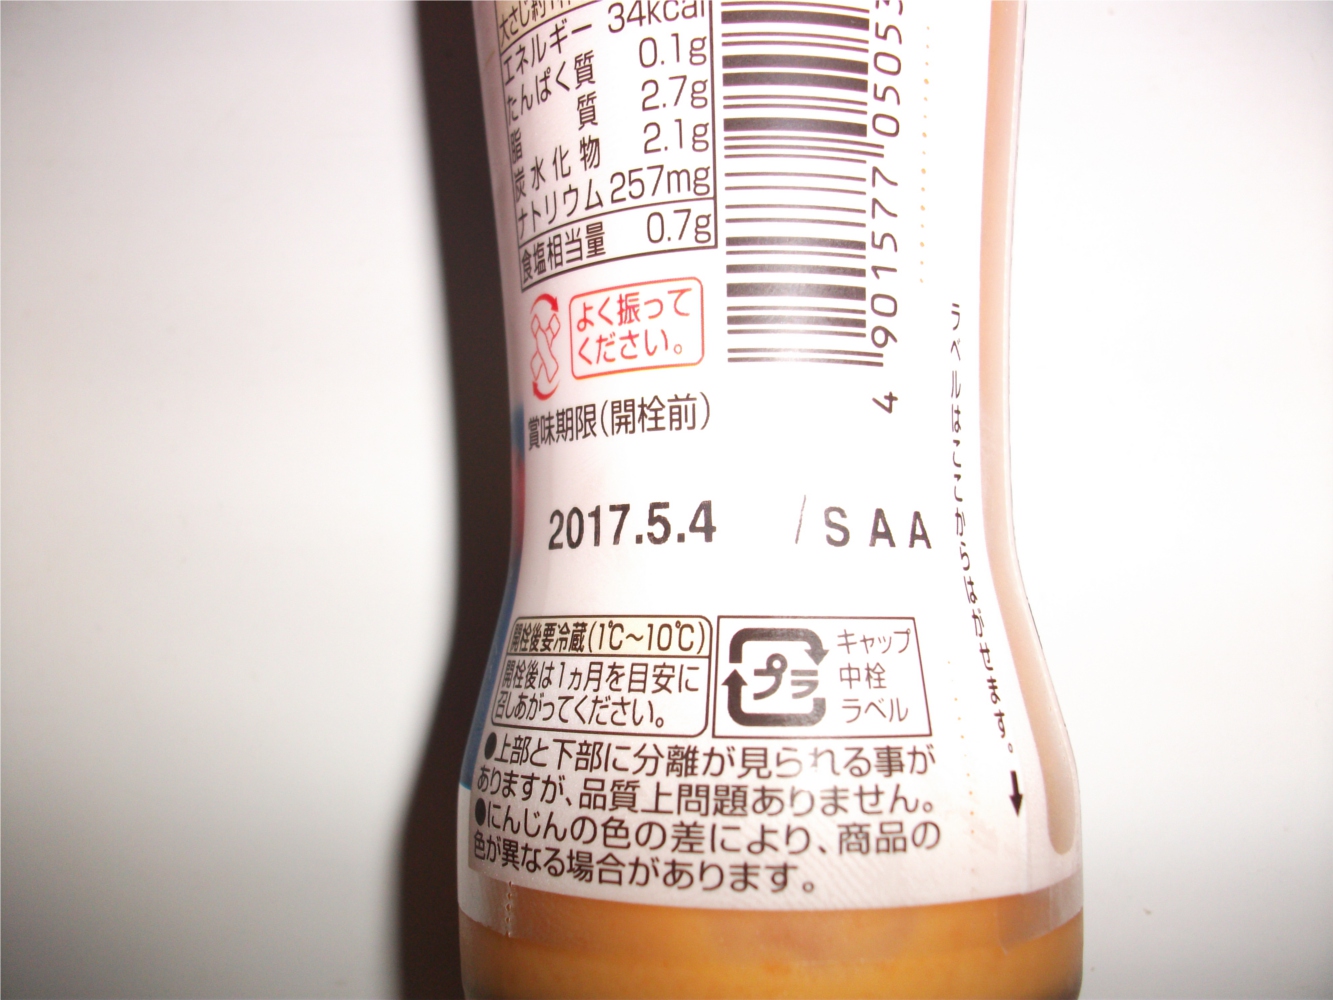 エネルギー 34kcal
たんぱく質 0.1g
脂質 2.7g
炭水化物 2.1g
ナトリウム 257mg
食塩相当量 0.7g
よく振って
ください。
賞味期限(開栓前)
2017.5.4 /SAA
開栓後要冷蔵(1℃～10℃)
開栓後は1ヵ月を目安に
召しあがってください。
プラ
キャップ
中栓
ラベル
●上部と下部に分離が見られる事が
ありますが、品質上問題ありません。
●にんじんの色の差により、商品の
色が異なる場合があります。
4 901577 05053
ラベルはここからはがせます。